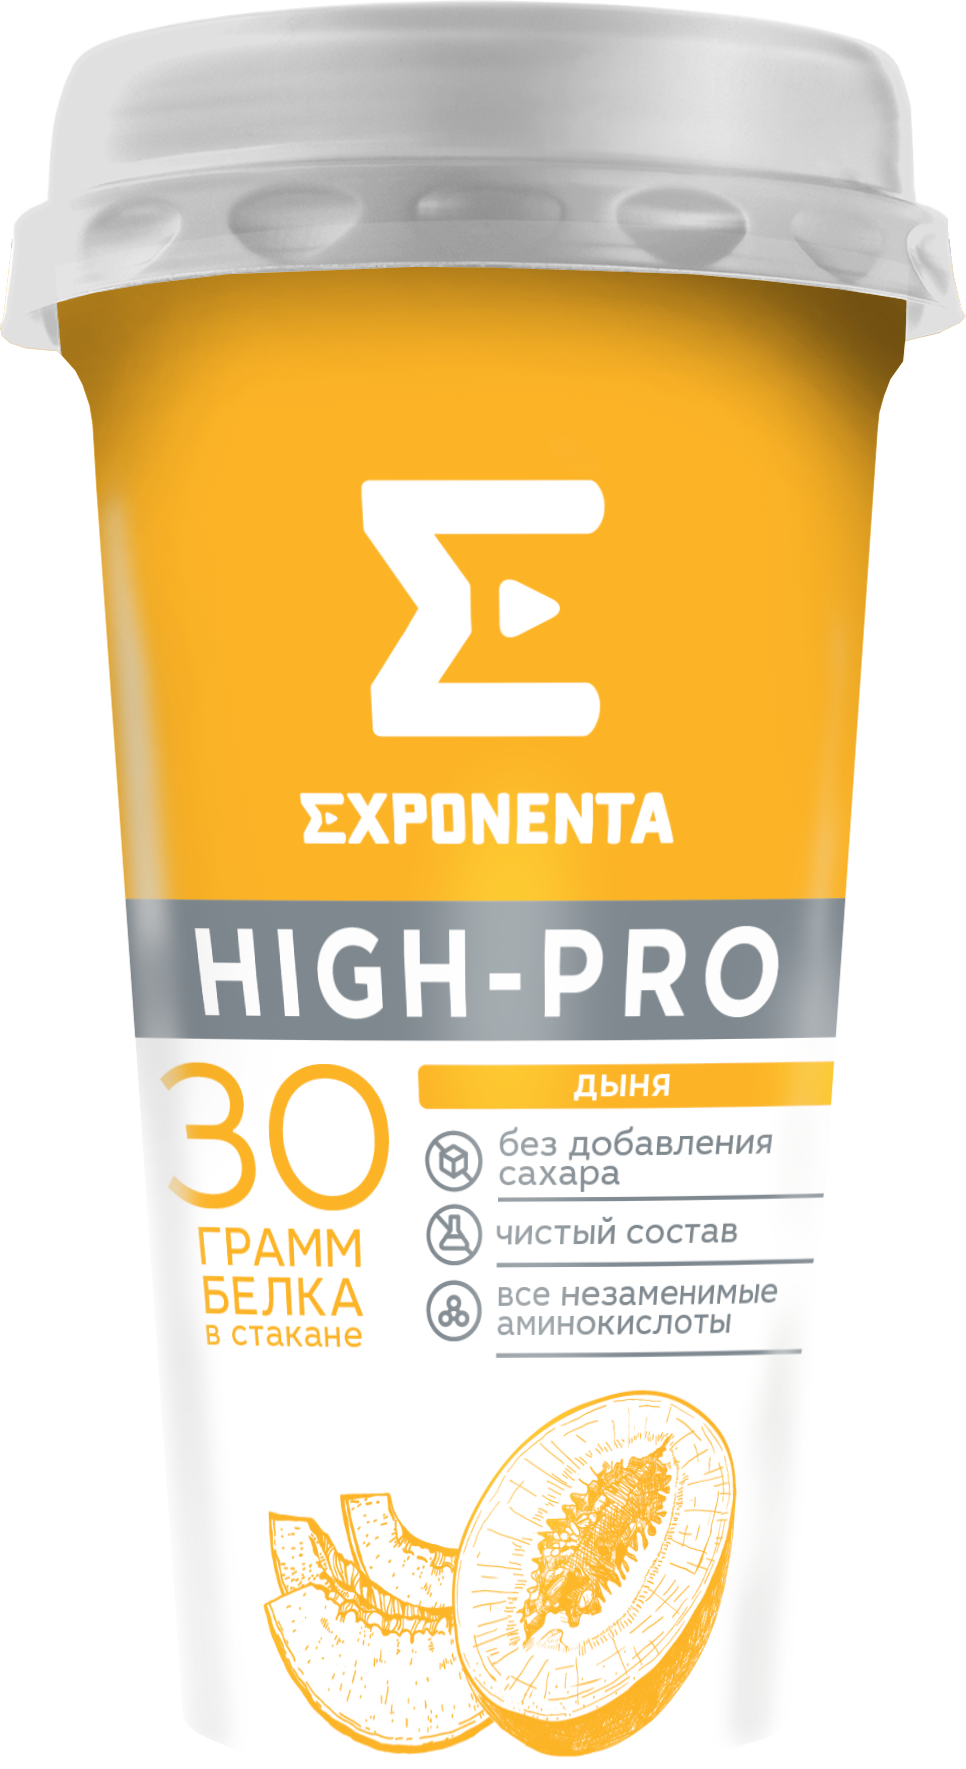 EXPONENTA
HIGH-PRO
30
ГРАММ
БЕЛКА
в стакане
ДЫНЯ
без добавления
сахара
чистый состав
все незаменимые
аминокислоты